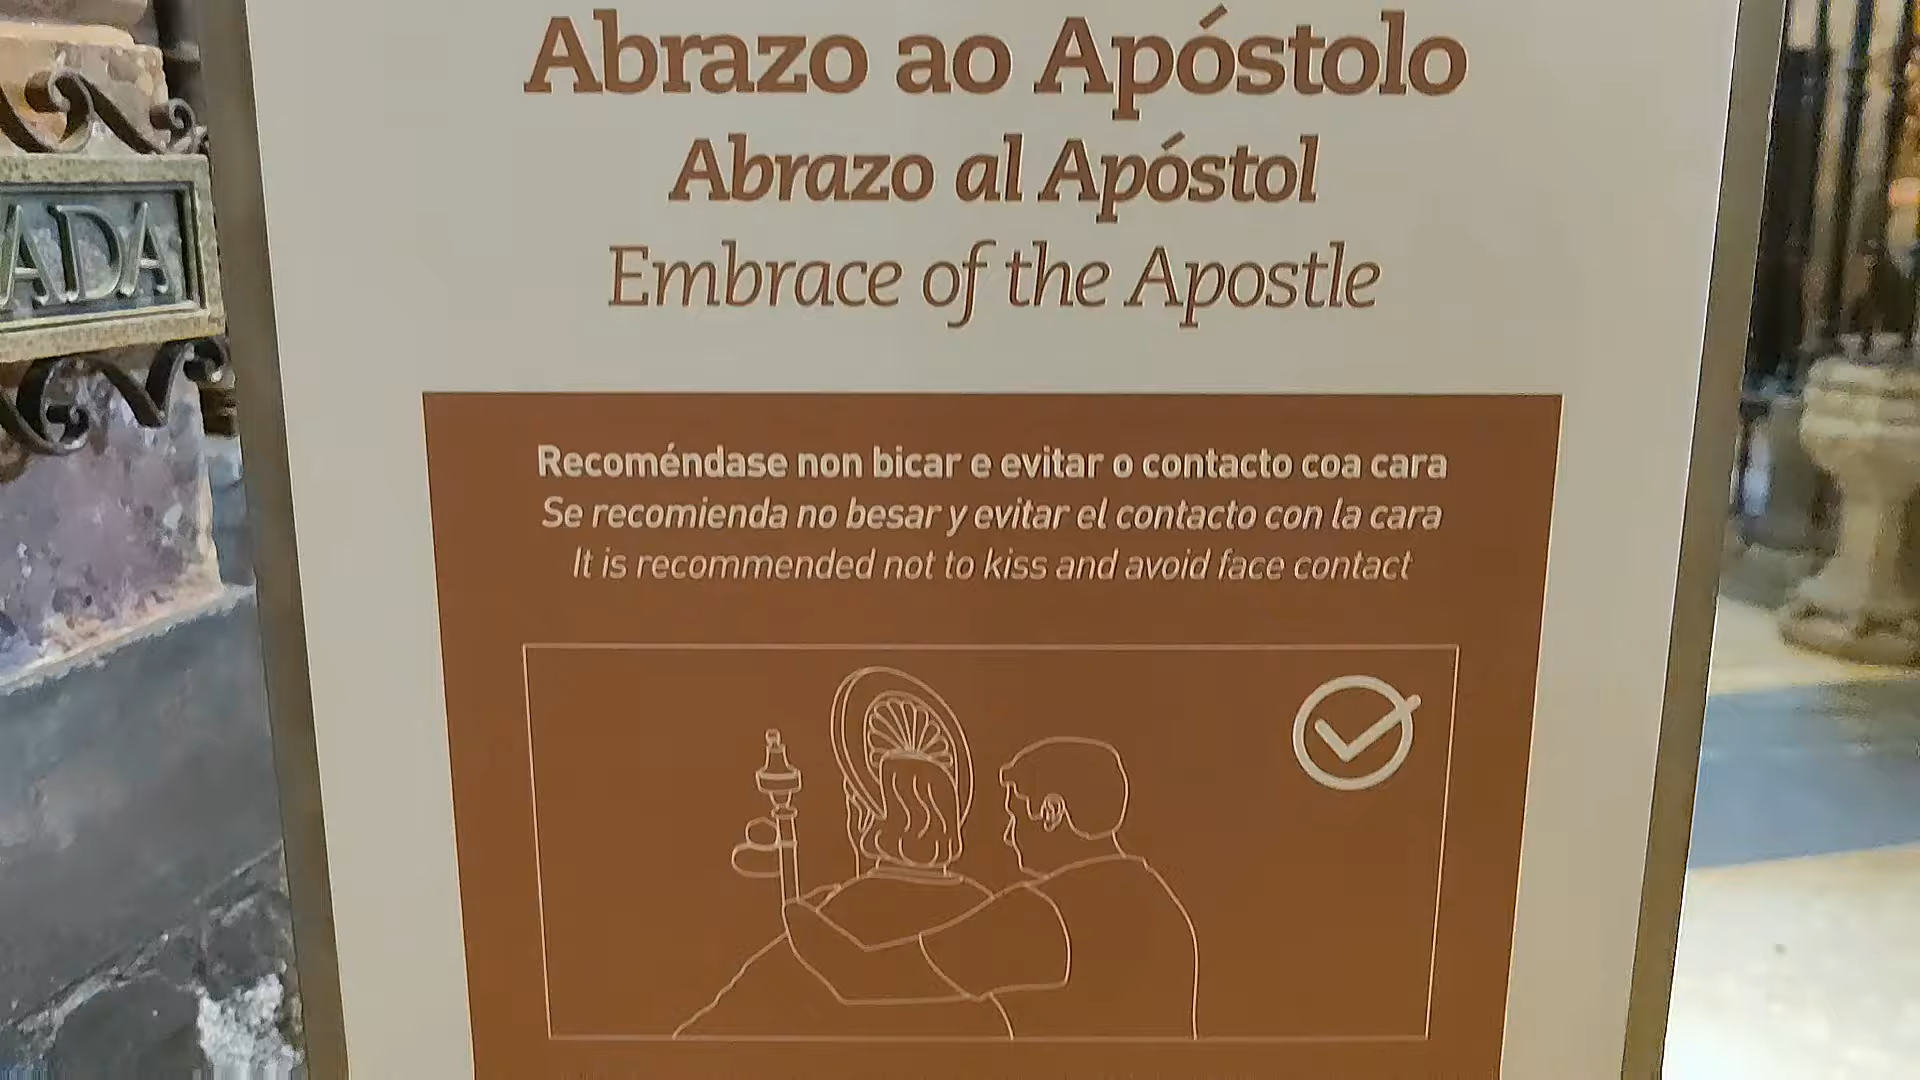 Abrazo ao Apóstolo
Abrazo al Apóstol
Embrace of the Apostle
ADA
Recoméndase non bicar e evitar o contacto coa cara
Se recomienda no besar y evitar el contacto con la cara
It is recommended not to kiss and avoid face contact